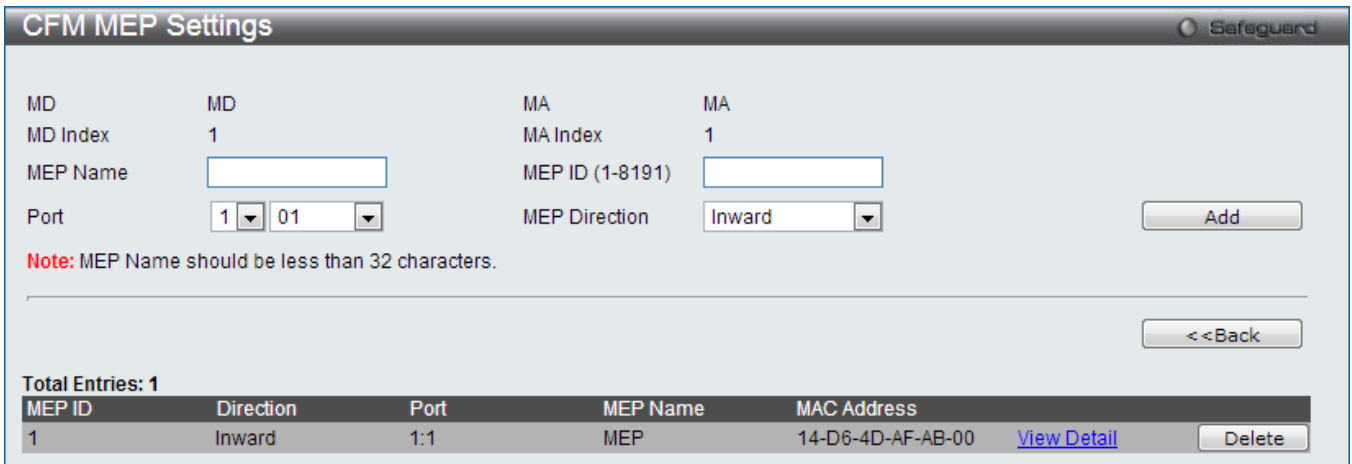 CFM MEP Settings Safeguard
MD MD MA MA
MD Index 1 MA Index 1
MEP Name MEP ID (1-8191)
Port 1 01 MEP Direction Inward Add
Note: MEP Name should be less than 32 characters.
<<Back
Total Entries: 1
MEP ID Direction Port MEP Name MAC Address
1 Inward 1:1 MEP 14-D6-4D-AF-AB-00 View Detail Delete